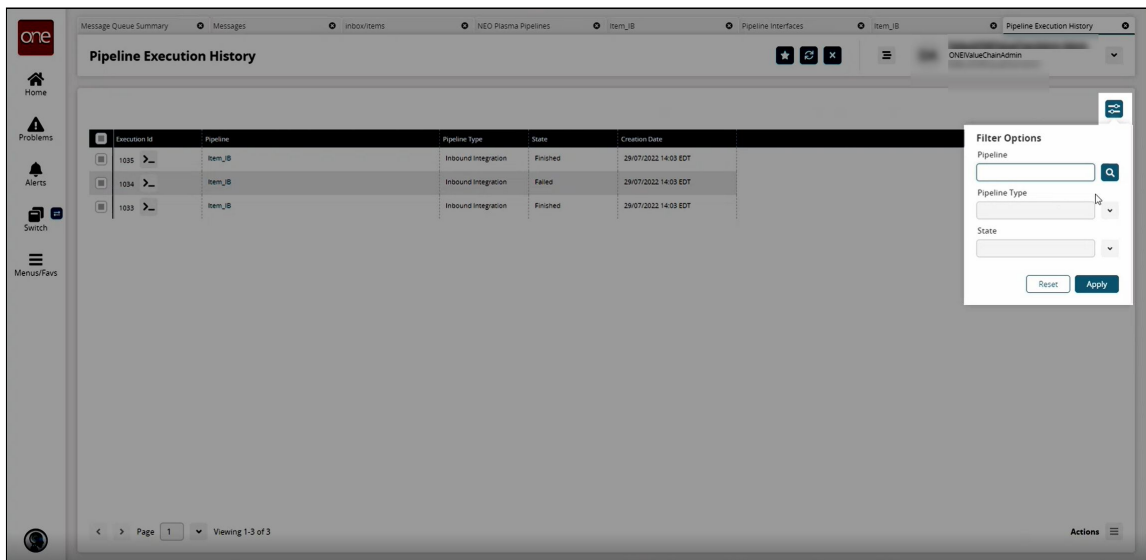 one
Message Queue Summary
Messages
inbox/items
NEO Plasma Pipelines
Item_IB
Pipeline Interfaces
Item_IB
Pipeline Execution History
Pipeline Execution History
ONE\ValueChainAdmin
Home
Problems
Alerts
Switch
Menus/Favs
Execution Id Pipeline Pipeline Type State Creation Date
1035 Item_IB Inbound Integration Finished 29/07/2022 14:03 EDT
1034 Item_IB Inbound Integration Failed 29/07/2022 14:03 EDT
1033 Item_IB Inbound Integration Finished 29/07/2022 14:03 EDT
Filter Options
Pipeline
Pipeline Type
State
Reset Apply
Page 1 Viewing 1-3 of 3
Actions